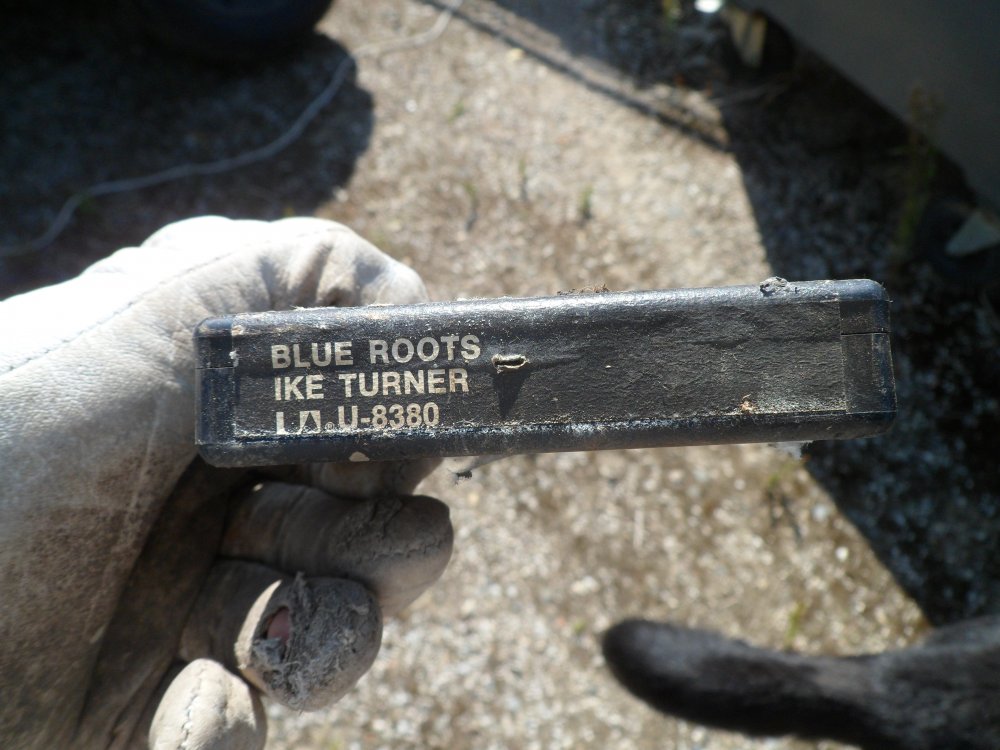 BLUE ROOTS
IKE TURNER
U-8380